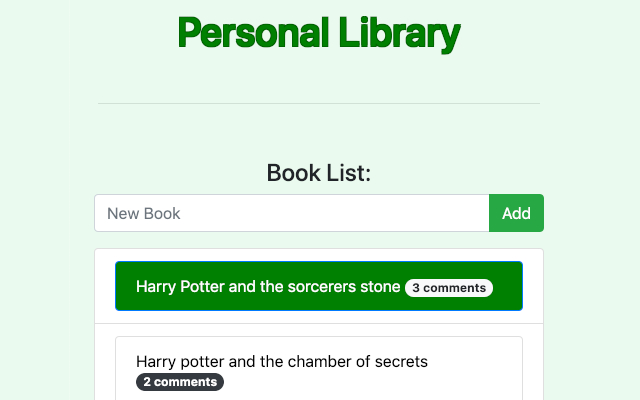 Personal Library
Book List:
New Book
Add
Harry Potter and the sorcerers stone 3 comments
Harry potter and the chamber of secrets
2 comments